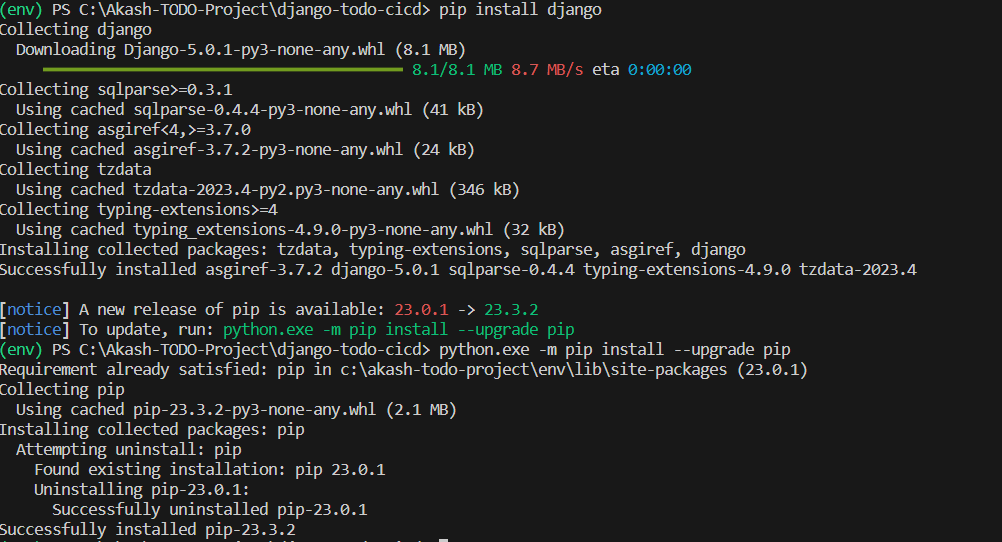 (env) PS C:\Akash-TODO-Project\django-todo-cicd> pip install django
Collecting django
  Downloading Django-5.0.1-py3-none-any.whl (8.1 MB)
     8.1/8.1 MB 8.7 MB/s eta 0:00:00
Collecting sqlparse>=0.3.1
  Using cached sqlparse-0.4.4-py3-none-any.whl (41 kB)
Collecting asgiref<4,>=3.7.0
  Using cached asgiref-3.7.2-py3-none-any.whl (24 kB)
Collecting tzdata
  Using cached tzdata-2023.4-py2.py3-none-any.whl (346 kB)
Collecting typing-extensions>=4
  Using cached typing_extensions-4.9.0-py3-none-any.whl (32 kB)
Installing collected packages: tzdata, typing-extensions, sqlparse, asgiref, django
Successfully installed asgiref-3.7.2 django-5.0.1 sqlparse-0.4.4 typing-extensions-4.9.0 tzdata-2023.4

[notice] A new release of pip is available: 23.0.1 -> 23.3.2
[notice] To update, run: python.exe -m pip install --upgrade pip
(env) PS C:\Akash-TODO-Project\django-todo-cicd> python.exe -m pip install --upgrade pip
Requirement already satisfied: pip in c:\akash-todo-project\env\lib\site-packages (23.0.1)
Collecting pip
  Using cached pip-23.3.2-py3-none-any.whl (2.1 MB)
Installing collected packages: pip
  Attempting uninstall: pip
    Found existing installation: pip 23.0.1
    Uninstalling pip-23.0.1:
      Successfully uninstalled pip-23.0.1
Successfully installed pip-23.3.2